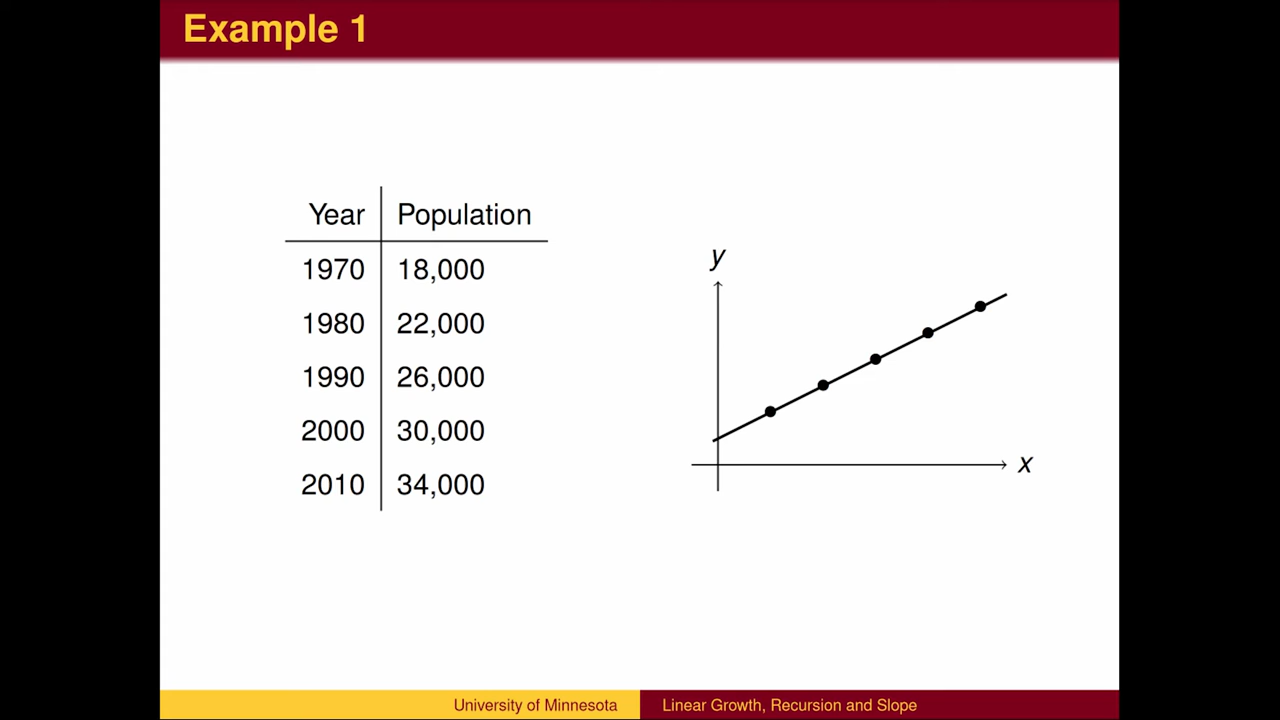 Example 1
Year Population
1970 18,000
1980 22,000
1990 26,000
2000 30,000
2010 34,000
y
x
University of Minnesota
Linear Growth, Recursion and Slope